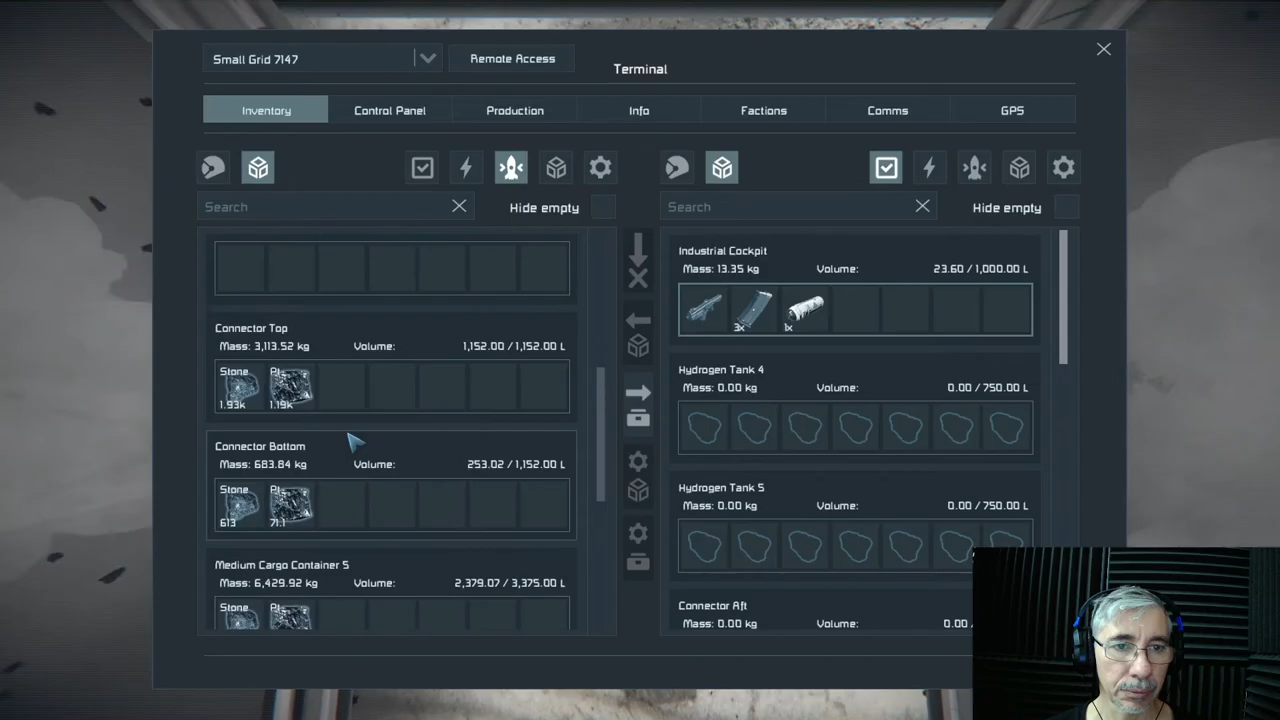 Small Grid 7147
Remote Access
Terminal
Inventory
Control Panel
Production
Info
Factions
Comms
GPS
Search
Hide empty
Connector Top
Mass: 3,113.52 kg Volume: 1,152.00 / 1,152.00 L
Stone Pt
1.93k 1.19k
Connector Bottom
Mass: 683.84 kg Volume: 253.02 / 1,152.00 L
Stone Pt
613 71.1
Medium Cargo Container 5
Mass: 6,429.92 kg Volume: 2,379.07 / 3,375.00 L
Stone Pt
Search
Hide empty
Industrial Cockpit
Mass: 13.35 kg Volume: 23.60 / 1,000.00 L
3x 1x
Hydrogen Tank 4
Mass: 0.00 kg Volume: 0.00 / 750.00 L
Hydrogen Tank 5
Mass: 0.00 kg Volume: 0.00 / 750.00 L
Connector Aft
Mass: 0.00 kg Volume: 0.00 /